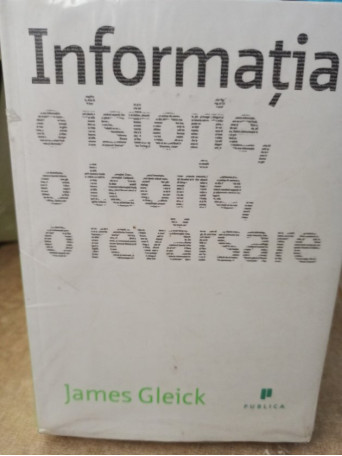 Informația
o istorie,
o teorie,
o revărsare
James Gleick
PUBLICA